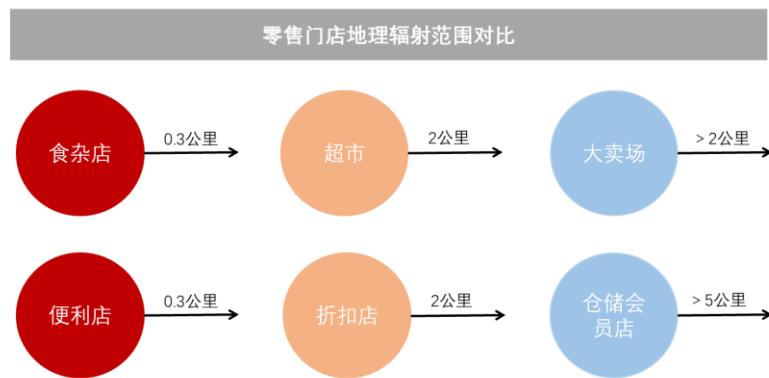 零售门店地理辐射范围对比
食杂店
0.3公里
超市
2公里
大卖场
>2公里
便利店
0.3公里
折扣店
2公里
仓储会
员店
>5公里